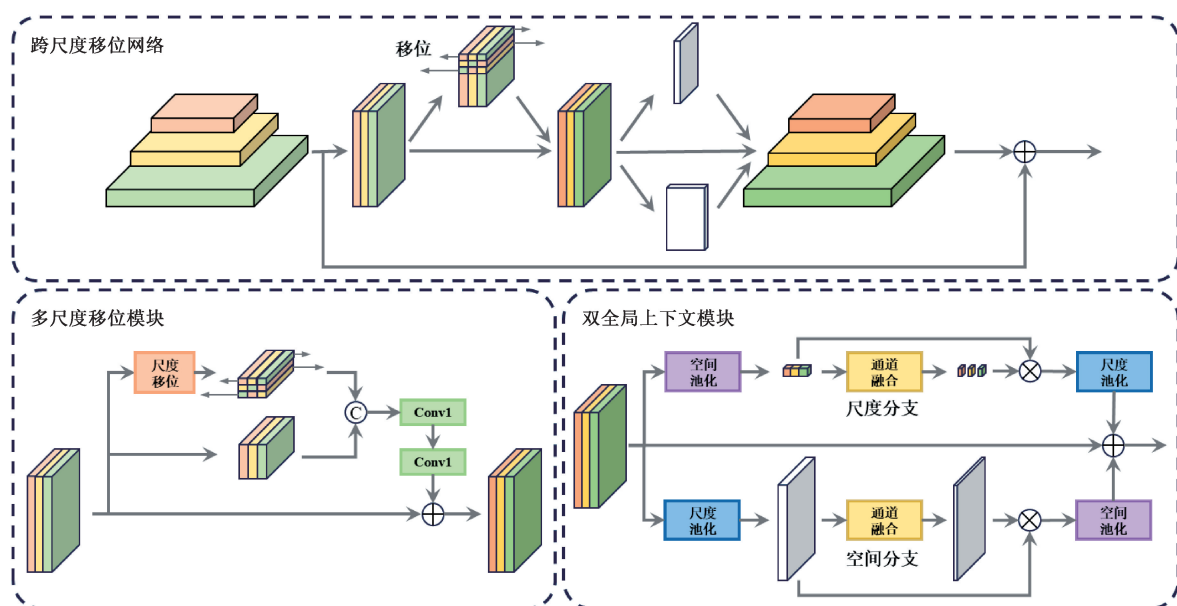 跨尺度移位网络
移位
多尺度移位模块
尺度
移位
C
Conv1
Conv1
双全局上下文模块
空间
池化
通道
融合
尺度
池化
尺度分支
尺度
池化
通道
融合
空间
池化
空间分支